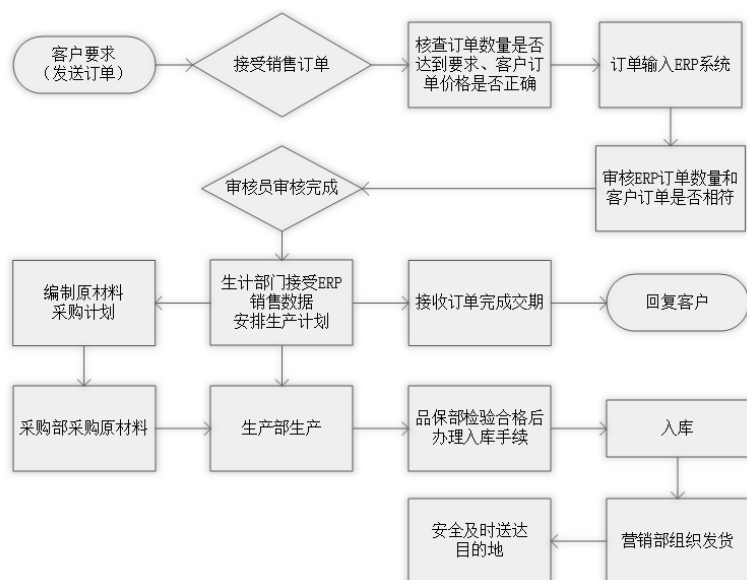 客户要求
（发送订单）
接受销售订单
核查订单数量是否
达到要求、客户订
单价格是否正确
订单输入ERP系统
审核ERP订单数量和
客户订单是否相符
审核员审核完成
生计部门接受ERP
销售数据
安排生产计划
编制原材料
采购计划
接收订单完成交期
回复客户
采购部采购原材料
生产部生产
品保部检验合格后
办理入库手续
入库
营销部组织发货
安全及时送达
目的地